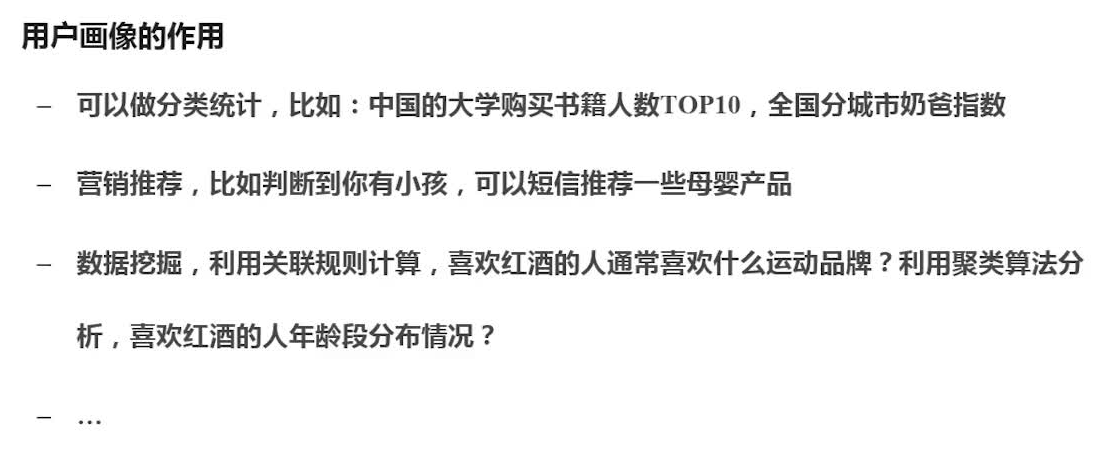 用户画像的作用
– 可以做分类统计，比如：中国的大学购买书籍人数TOP10，全国分城市奶爸指数
– 营销推荐，比如判断到你有小孩，可以短信推荐一些母婴产品
– 数据挖掘，利用关联规则计算，喜欢红酒的人通常喜欢什么运动品牌？利用聚类算法分
析，喜欢红酒的人年龄段分布情况？
– …